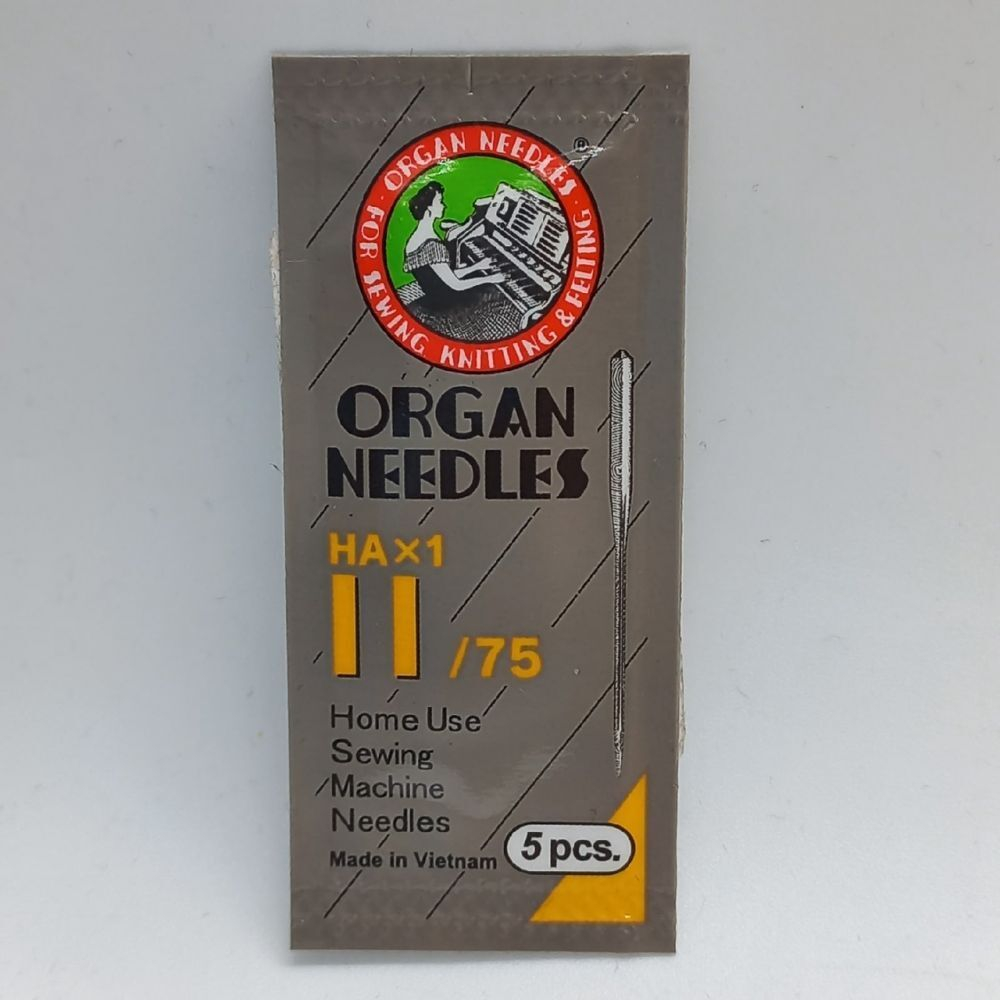 ORGAN NEEDLES · FOR SEWING, KNITTING & FELTING ·
®
ORGAN
NEEDLES
HA×1
11/75
Home Use
Sewing
Machine
Needles
Made in Vietnam
5 pcs.